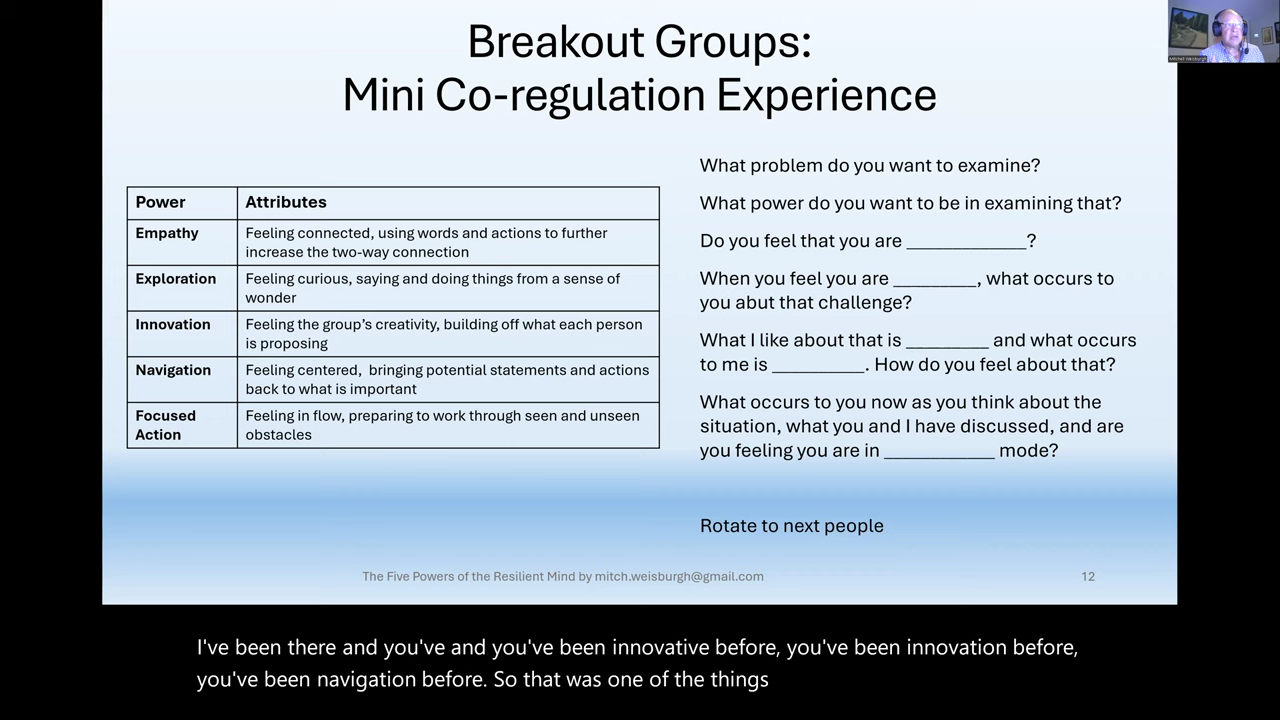 Breakout Groups:
Mini Co-regulation Experience
Power Attributes
Empathy Feeling connected, using words and actions to further
increase the two-way connection
Exploration Feeling curious, saying and doing things from a sense of
wonder
Innovation Feeling the group's creativity, building off what each person
is proposing
Navigation Feeling centered, bringing potential statements and actions
back to what is important
Focused Feeling in flow, preparing to work through seen and unseen
Action obstacles
What problem do you want to examine?
What power do you want to be in examining that?
Do you feel that you are ____________?
When you feel you are ________, what occurs to
you abut that challenge?
What I like about that is ________ and what occurs
to me is _________. How do you feel about that?
What occurs to you now as you think about the
situation, what you and I have discussed, and are
you feeling you are in ___________ mode?
Rotate to next people
The Five Powers of the Resilient Mind by mitch.weisburgh@gmail.com 12
Mitchell Weisburgh
I've been there and you've and you've been innovative before, you've been innovation before,
you've been navigation before. So that was one of the things